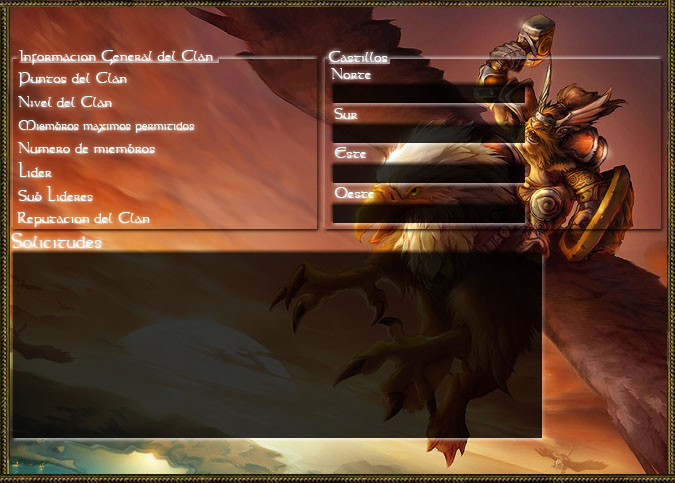 Informacion General del Clan
Puntos del Clan
Nivel del Clan
Miembros maximos permitidos
Numero de miembros
Lider
Sub Lideres
Reputacion del Clan
Castillos
Norte
Sur
Este
Oeste
Solicitudes